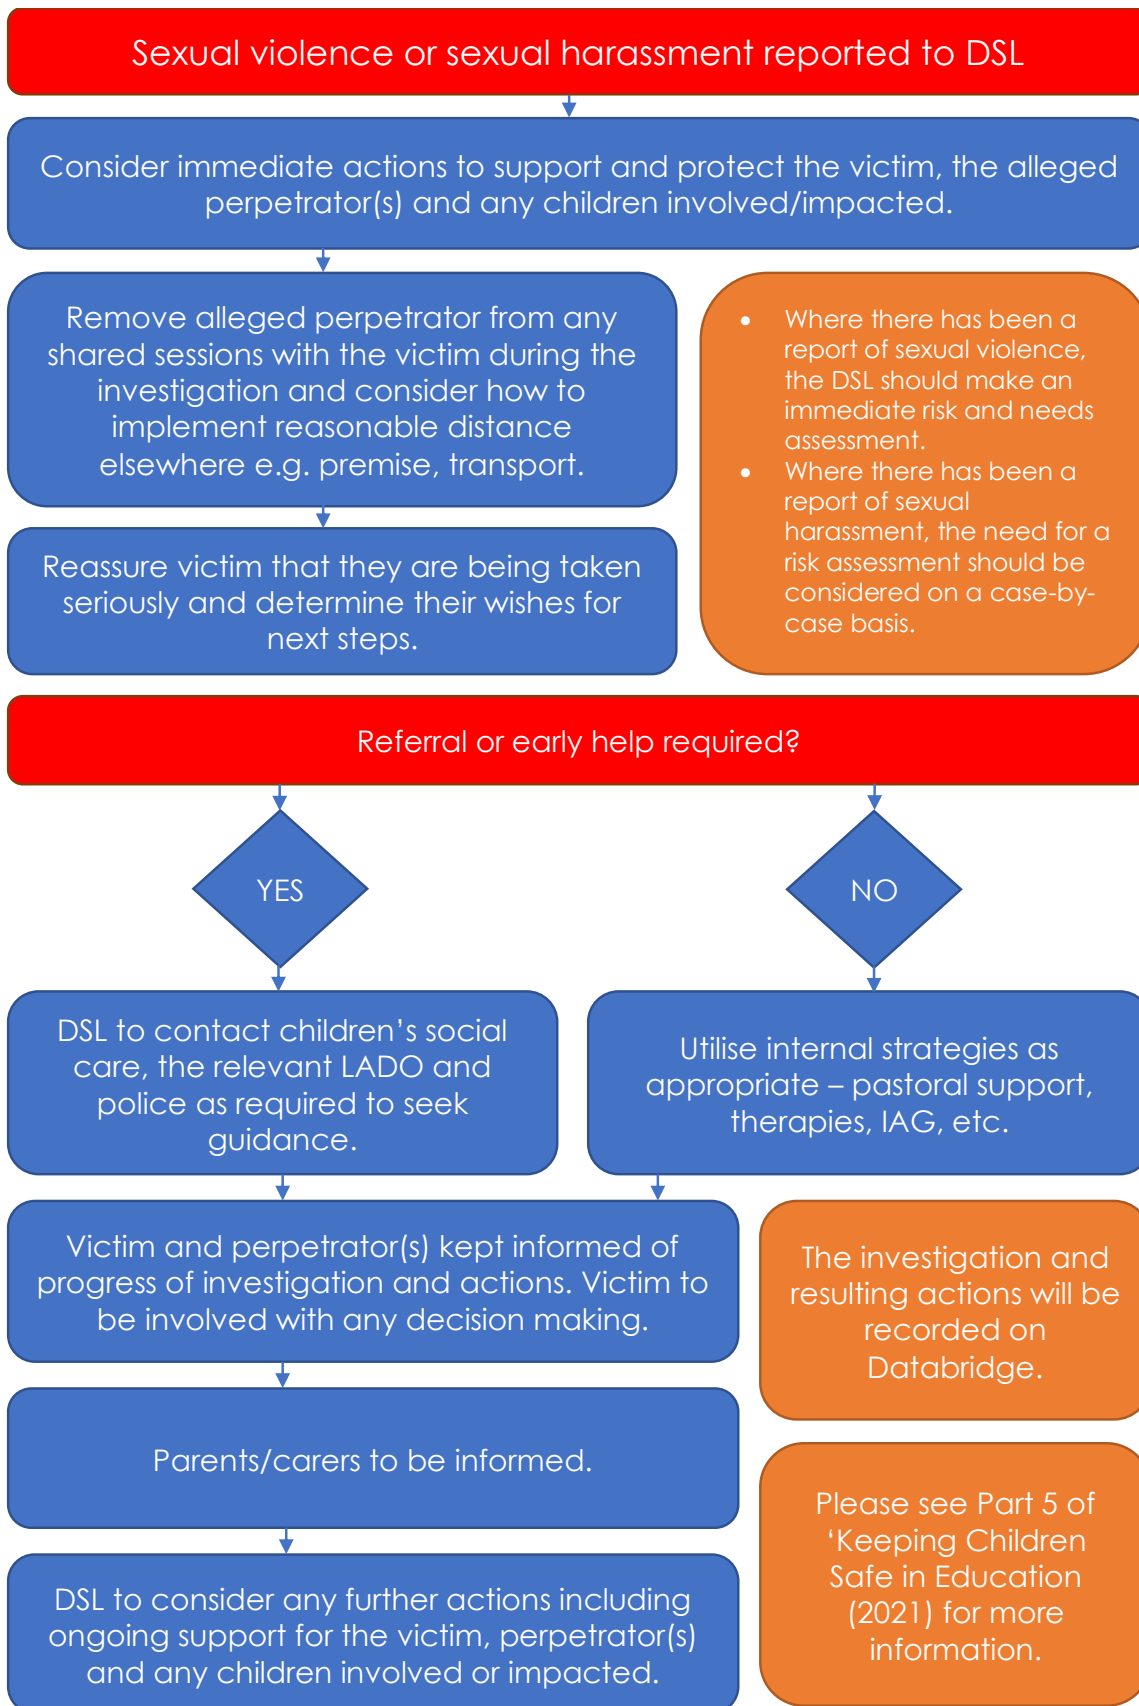 Sexual violence or sexual harassment reported to DSL
Consider immediate actions to support and protect the victim, the alleged
perpetrator(s) and any children involved/impacted.
Remove alleged perpetrator from any
shared sessions with the victim during the
investigation and consider how to
implement reasonable distance
elsewhere e.g. premise, transport.
• Where there has been a
report of sexual violence,
the DSL should make an
immediate risk and needs
assessment.
• Where there has been a
report of sexual
harassment, the need for a
risk assessment should be
considered on a case-by-
case basis.
Reassure victim that they are being taken
seriously and determine their wishes for
next steps.
Referral or early help required?
YES
NO
DSL to contact children’s social
care, the relevant LADO and
police as required to seek
guidance.
Utilise internal strategies as
appropriate – pastoral support,
therapies, IAG, etc.
Victim and perpetrator(s) kept informed of
progress of investigation and actions. Victim to
be involved with any decision making.
The investigation and
resulting actions will be
recorded on
Databridge.
Parents/carers to be informed.
Please see Part 5 of
‘Keeping Children
Safe in Education
(2021) for more
information.
DSL to consider any further actions including
ongoing support for the victim, perpetrator(s)
and any children involved or impacted.